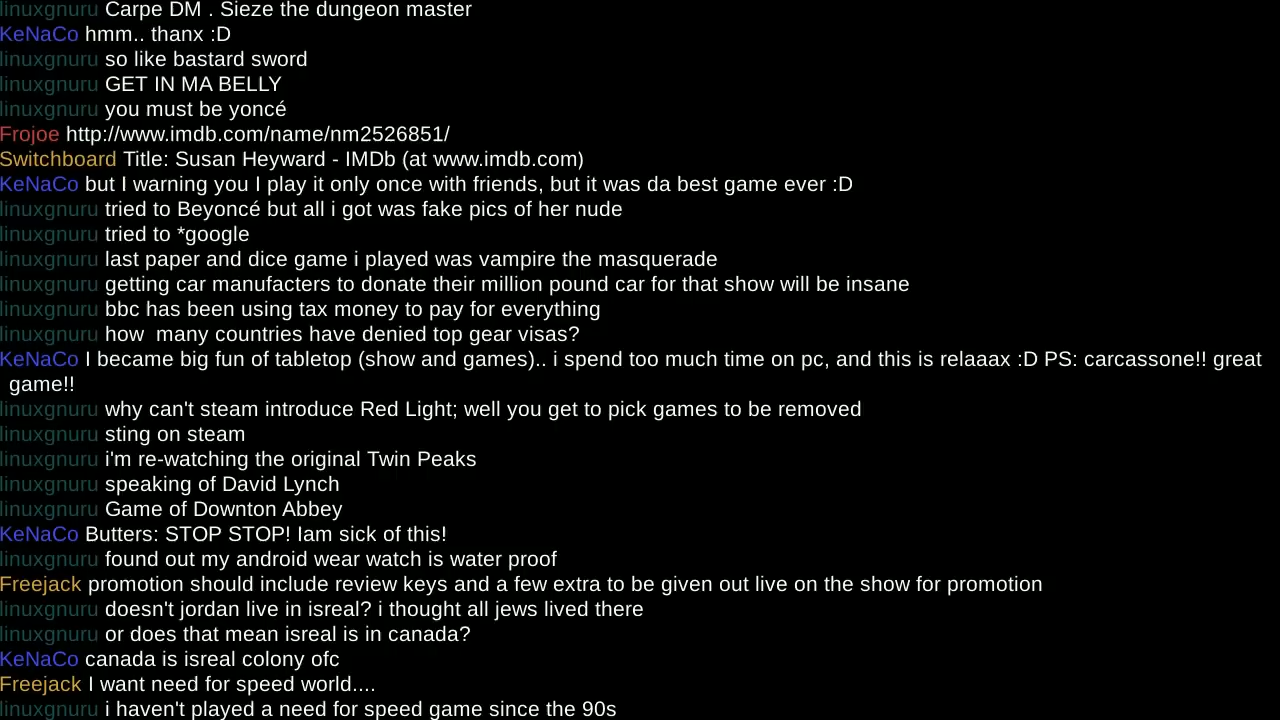 linuxgnuru Carpe DM . Sieze the dungeon master
KeNaCo hmm.. thanx :D
linuxgnuru so like bastard sword
linuxgnuru GET IN MA BELLY
linuxgnuru you must be yoncé
Frojoe http://www.imdb.com/name/nm2526851/
Switchboard Title: Susan Heyward - IMDb (at www.imdb.com)
KeNaCo but I warning you I play it only once with friends, but it was da best game ever :D
linuxgnuru tried to Beyoncé but all i got was fake pics of her nude
linuxgnuru tried to *google
linuxgnuru last paper and dice game i played was vampire the masquerade
linuxgnuru getting car manufacters to donate their million pound car for that show will be insane
linuxgnuru bbc has been using tax money to pay for everything
linuxgnuru how  many countries have denied top gear visas?
KeNaCo I became big fun of tabletop (show and games).. i spend too much time on pc, and this is relaaax :D PS: carcassone!! great
game!!
linuxgnuru why can't steam introduce Red Light; well you get to pick games to be removed
linuxgnuru sting on steam
linuxgnuru i'm re-watching the original Twin Peaks
linuxgnuru speaking of David Lynch
linuxgnuru Game of Downton Abbey
KeNaCo Butters: STOP STOP! Iam sick of this!
linuxgnuru found out my android wear watch is water proof
Freejack promotion should include review keys and a few extra to be given out live on the show for promotion
linuxgnuru doesn't jordan live in isreal? i thought all jews lived there
linuxgnuru or does that mean isreal is in canada?
KeNaCo canada is isreal colony ofc
Freejack I want need for speed world....
linuxgnuru i haven't played a need for speed game since the 90s